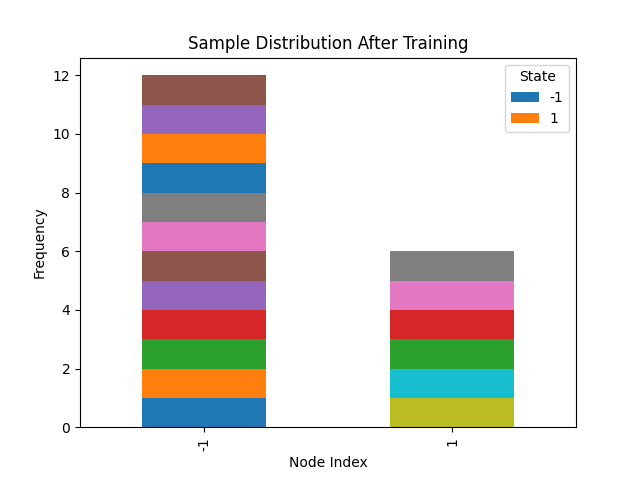 Sample Distribution After Training
State
-1
1
12
10
8
6
4
2
0
Frequency
-1
1
Node Index